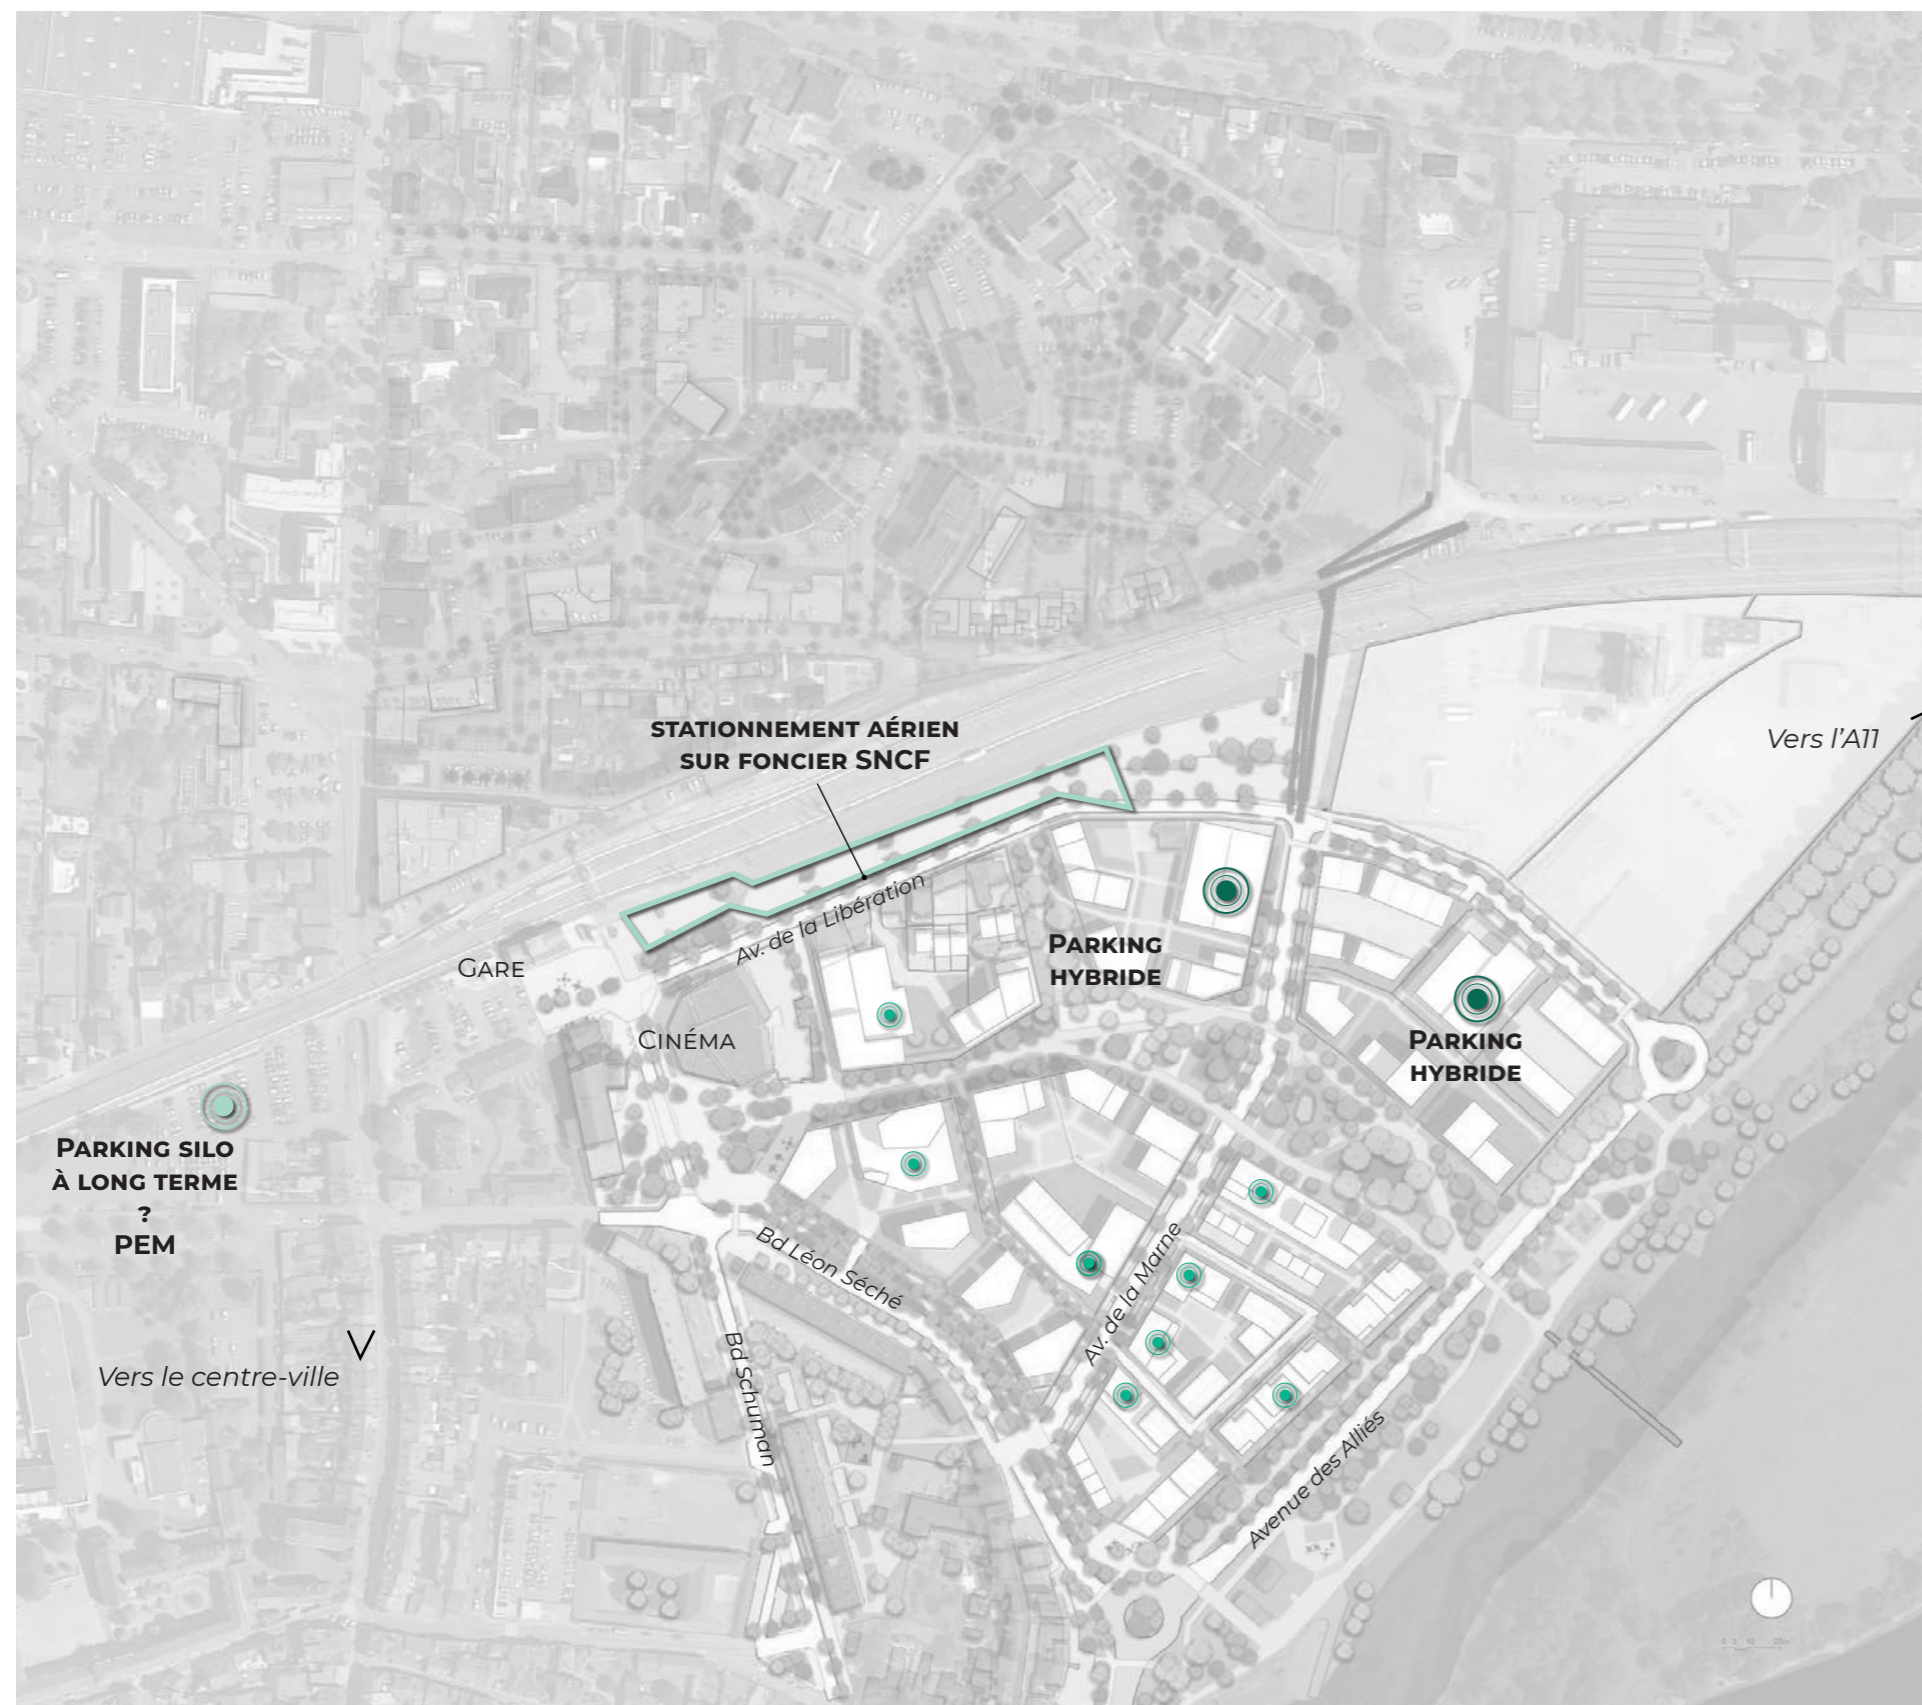 STATIONNEMENT AÉRIEN
SUR FONCIER SNCF
Vers l'A11
Av. de la Libération
GARE
PARKING
HYBRIDE
CINÉMA
PARKING
HYBRIDE
PARKING SILO
À LONG TERME
?
PEM
Bd Léon Séché
Av. de la Marne
Vers le centre-ville
Bd Schuman
Avenue des Alliés